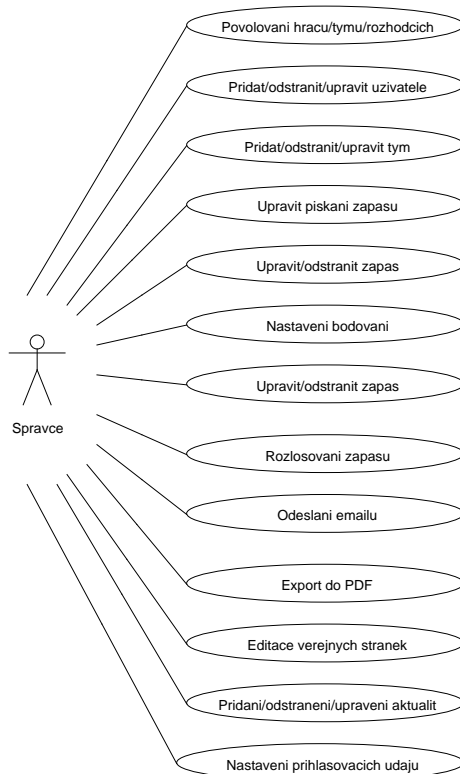 Povolovani hracu/tymu/rozhodcich
Pridat/odstranit/upravit uzivatele
Pridat/odstranit/upravit tym
Upravit piskani zapasu
Upravit/odstranit zapas
Nastaveni bodovani
Upravit/odstranit zapas
Spravce
Rozlosovani zapasu
Odeslani emailu
Export do PDF
Editace verejnych stranek
Pridani/odstraneni/upraveni aktualit
Nastaveni prihlasovacich udaju